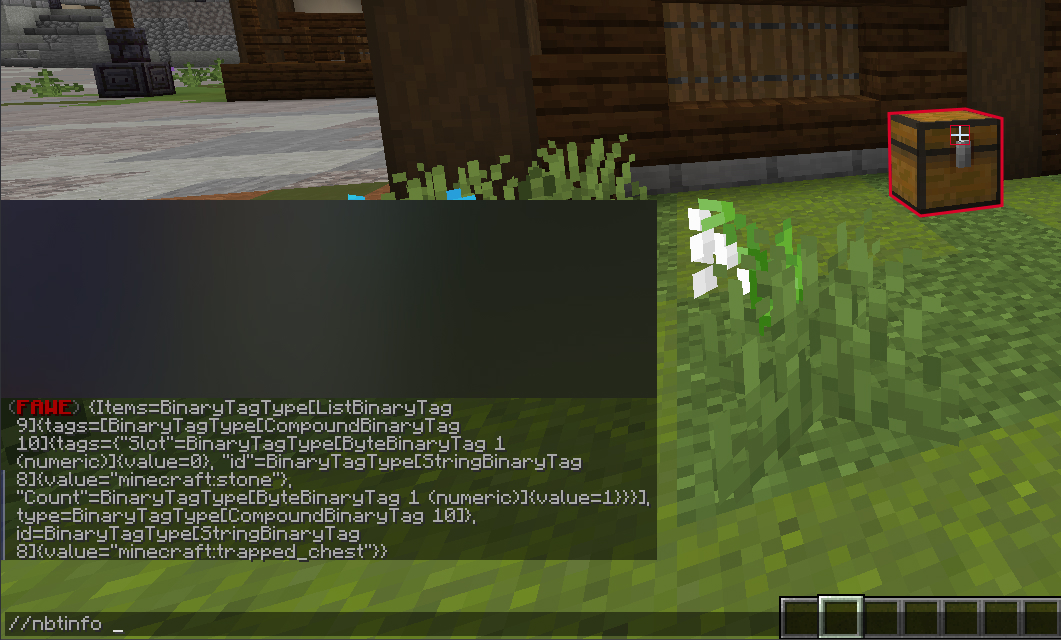 (FAWE) {Items=BinaryTagType[ListBinaryTag
9]{tags=[BinaryTagType[CompoundBinaryTag
10]{tags={"Slot"=BinaryTagType[ByteBinaryTag 1
(numeric)]{value=0}, "id"=BinaryTagType[StringBinaryTag
8]{value="minecraft:stone"},
"Count"=BinaryTagType[ByteBinaryTag 1 (numeric)]{value=1}}}],
type=BinaryTagType[CompoundBinaryTag 10]},
id=BinaryTagType[StringBinaryTag
8]{value="minecraft:trapped_chest"}}
//nbtinfo _